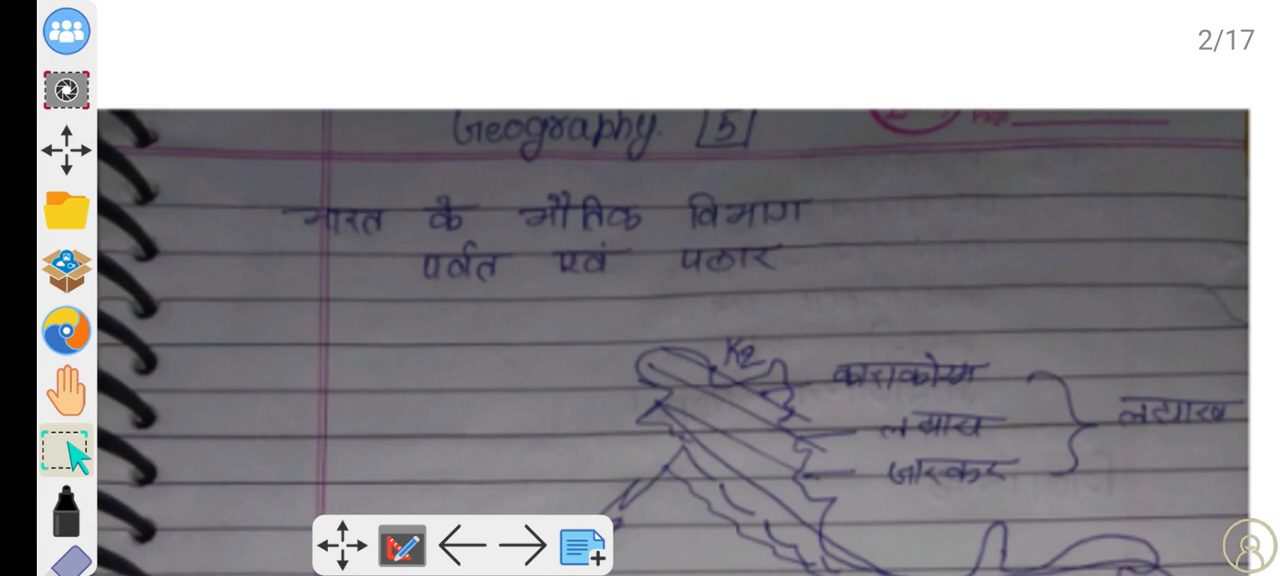 2/17
Geography. 5
भारत के भौतिक विभाग
पर्वत एवं पठार
K2
काराकोरम
लद्दाख
लद्दाख
जास्कर